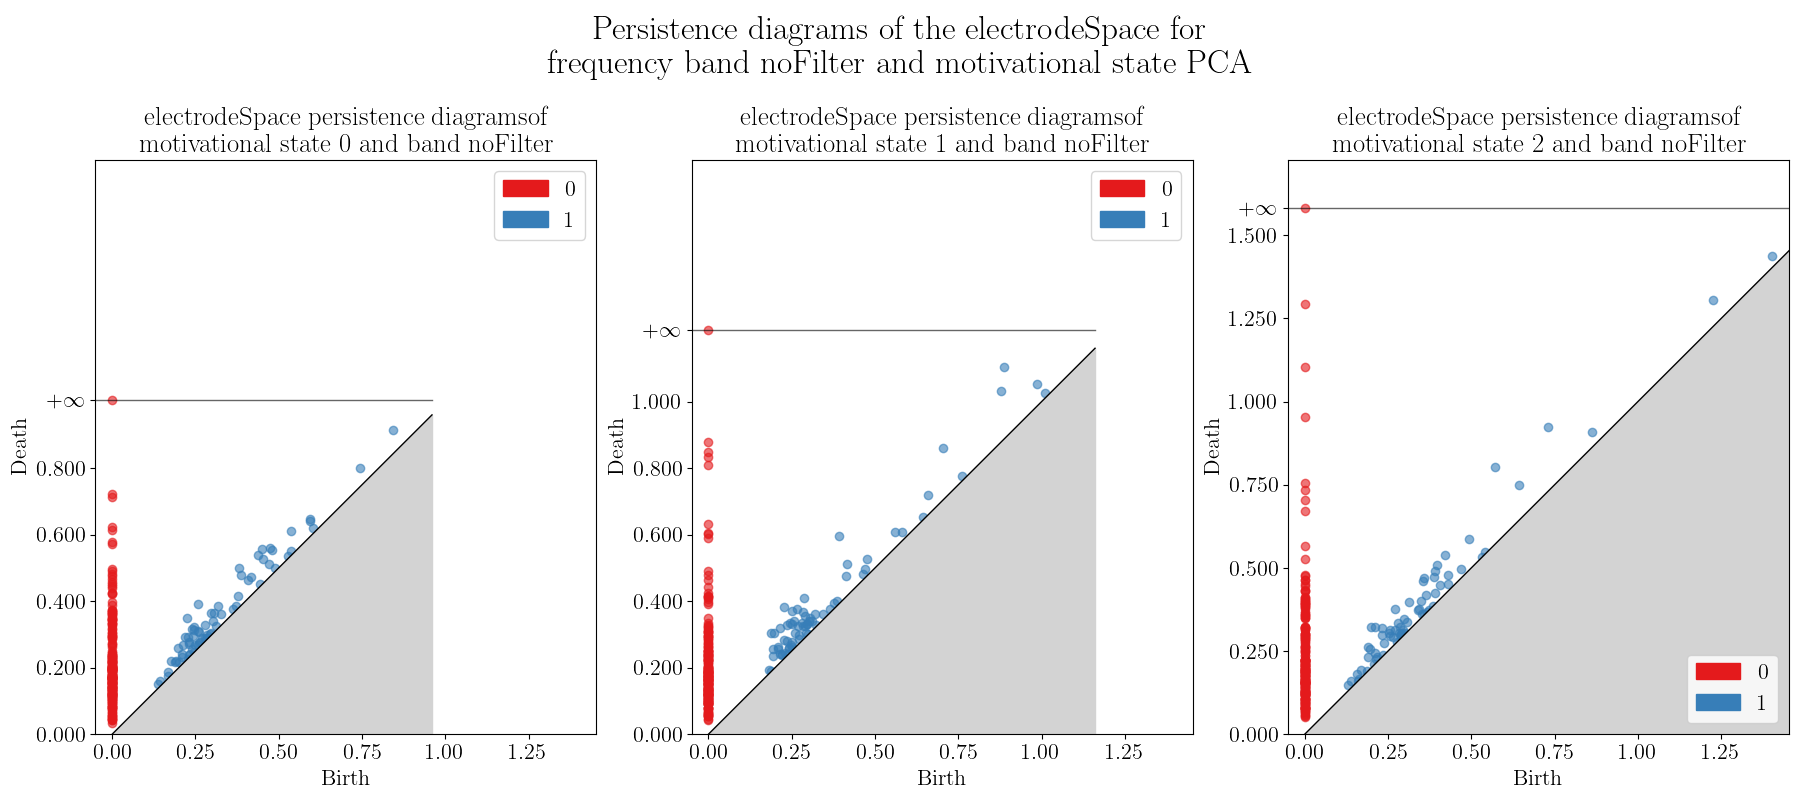 Persistence diagrams of the electrodeSpace for
frequency band noFilter and motivational state PCA
electrodeSpace persistence diagramsof
motivational state 0 and band noFilter
0
1
+∞
0.800
0.600
0.400
0.200
0.000
Death
0.00 0.25 0.50 0.75 1.00 1.25
Birth
electrodeSpace persistence diagramsof
motivational state 1 and band noFilter
0
1
+∞
1.000
0.800
0.600
0.400
0.200
0.000
Death
0.00 0.25 0.50 0.75 1.00 1.25
Birth
electrodeSpace persistence diagramsof
motivational state 2 and band noFilter
+∞
1.500
1.250
1.000
0.750
0.500
0.250
0.000
Death
0
1
0.00 0.25 0.50 0.75 1.00 1.25
Birth